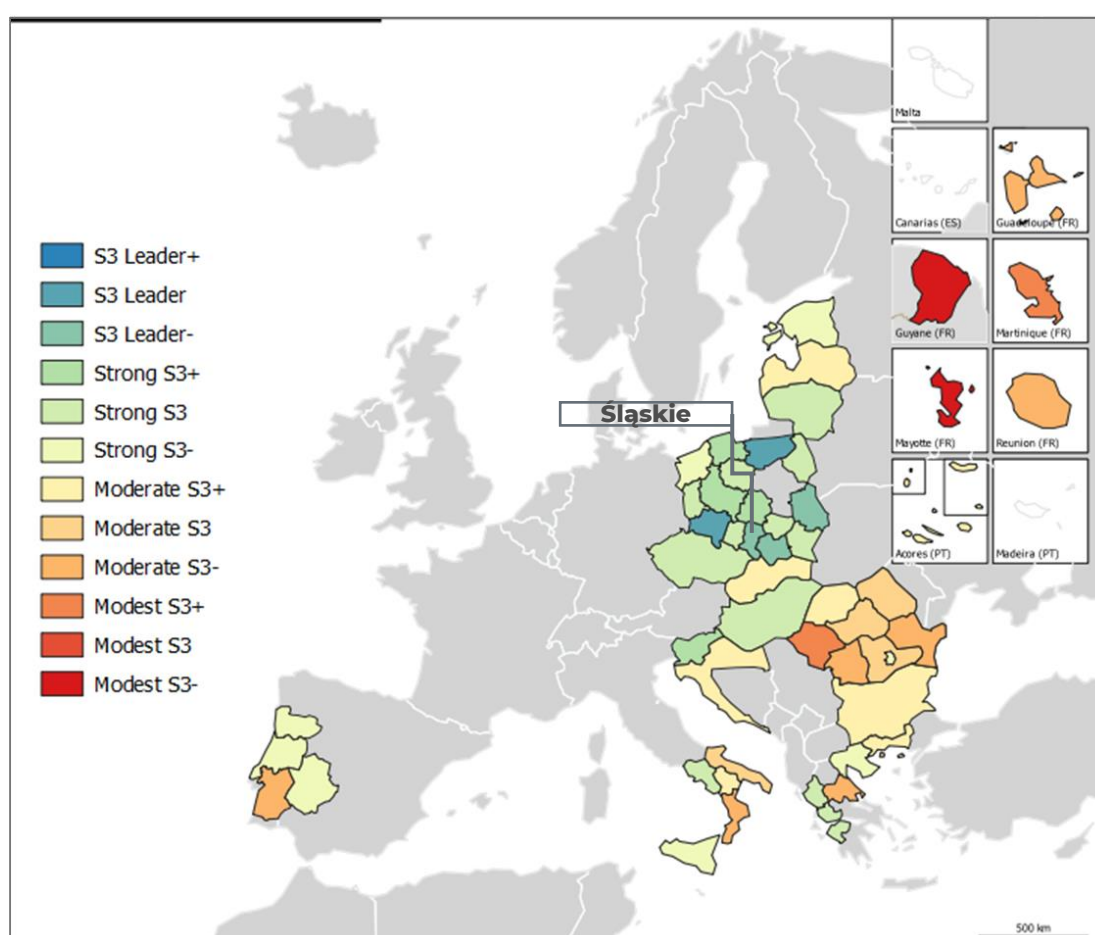 S3 Leader+
S3 Leader
S3 Leader-
Strong S3+
Strong S3
Strong S3-
Moderate S3+
Moderate S3
Moderate S3-
Modest S3+
Modest S3
Modest S3-
Śląskie
Malta
Canarias (ES)
Guadeloupe (FR)
Guyane (FR)
Martinique (FR)
Mayotte (FR)
Reunion (FR)
Acores (PT)
Madeira (PT)
500 km